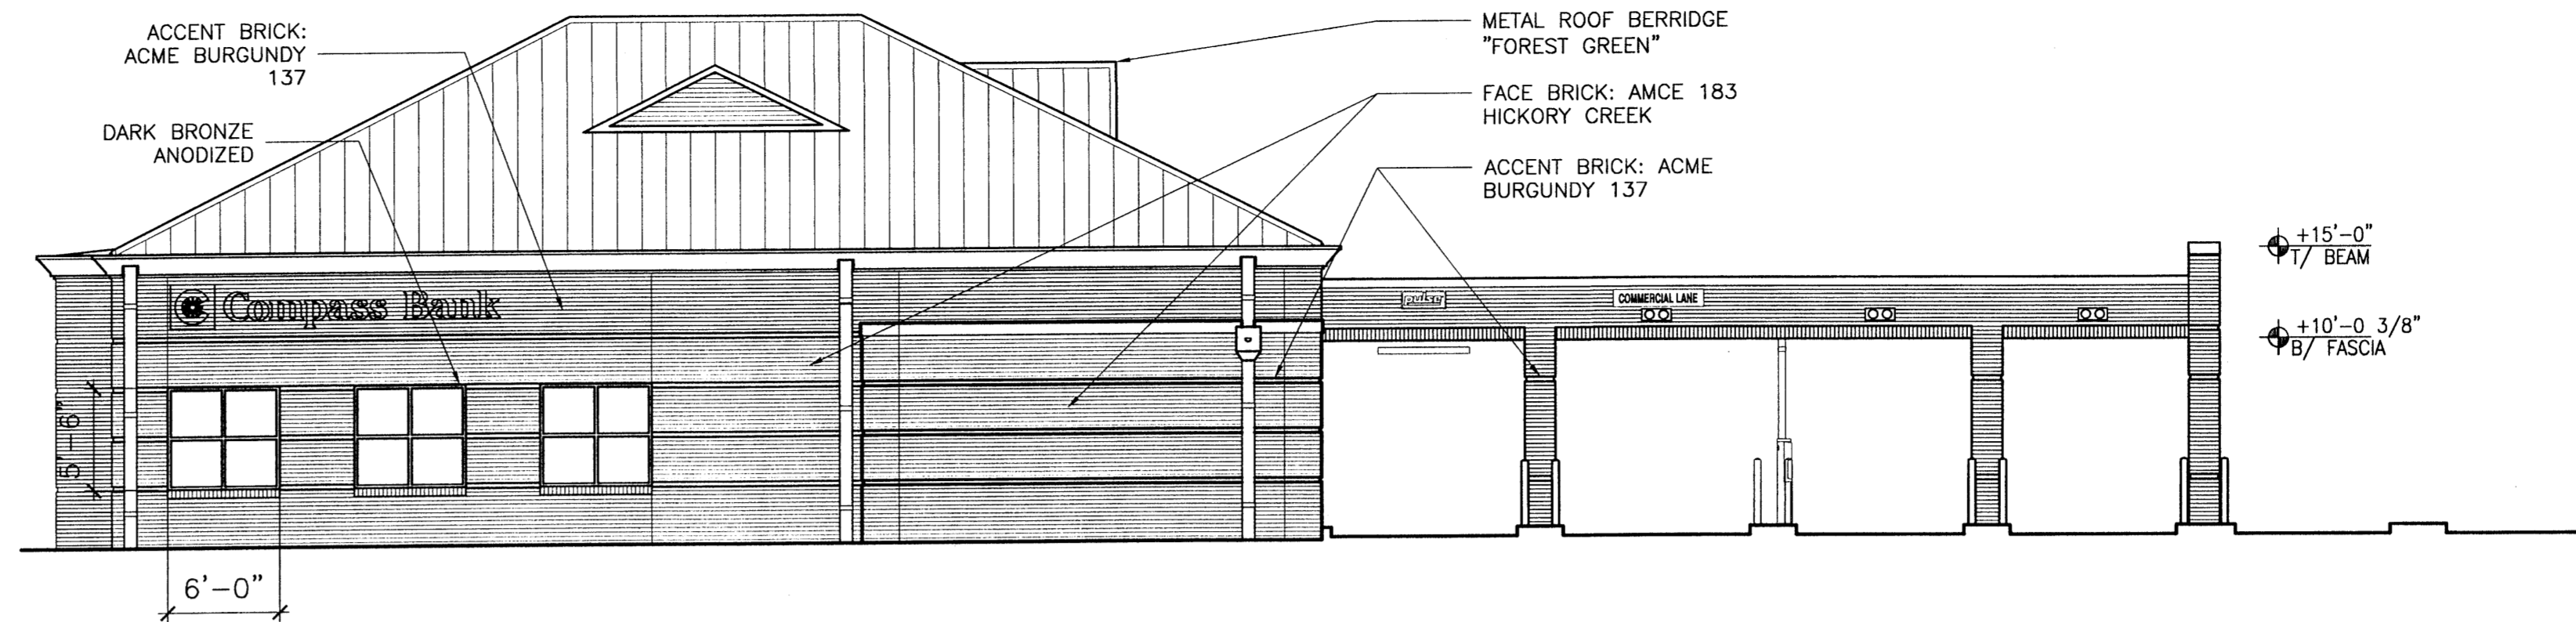 ACCENT BRICK:
ACME BURGUNDY
137
DARK BRONZE
ANODIZED
METAL ROOF BERRIDGE
"FOREST GREEN"
FACE BRICK: AMCE 183
HICKORY CREEK
ACCENT BRICK: ACME
BURGUNDY 137
+15'-0"
T/ BEAM
+10'-0 3/8"
B/ FASCIA
C Compass Bank
pulse
COMMERCIAL LANE
5'-6"
6'-0"